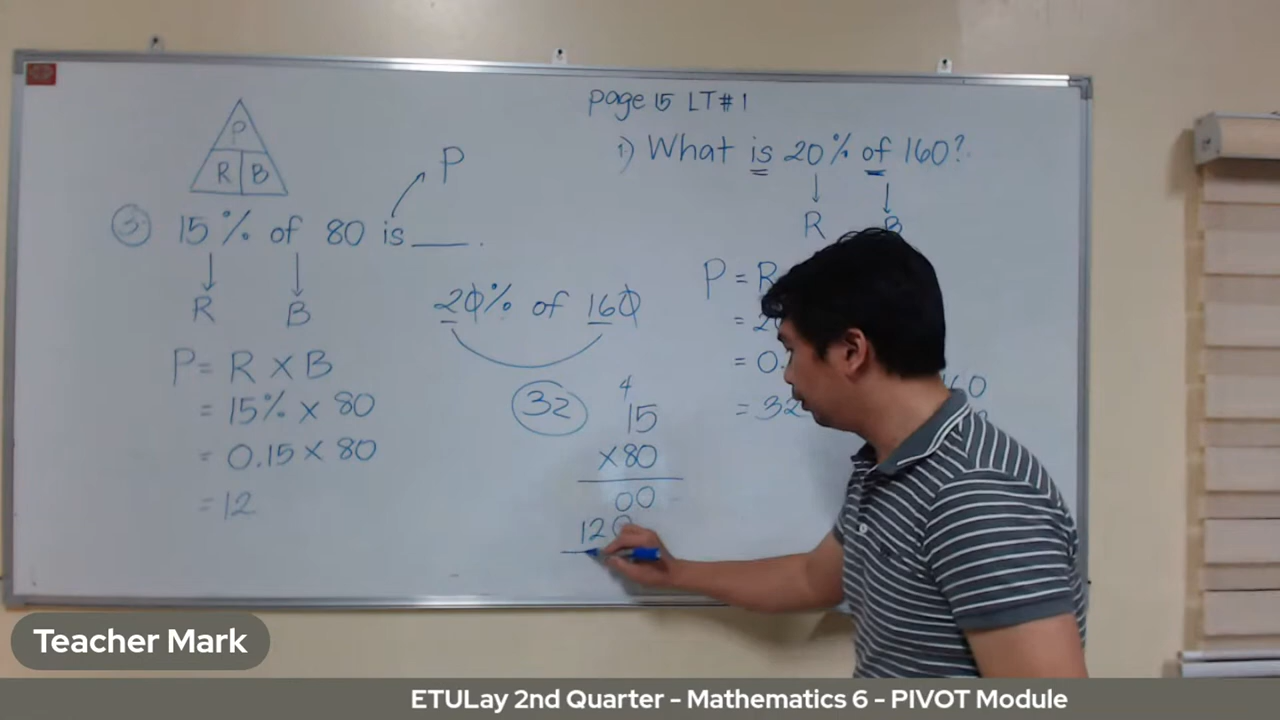 page 15 LT#1
1) What is 20% of 160?
R B
P = R
= 2
= 0.
= 32
160
P
R B
P
3. 15% of 80 is ___.
R B
P = R X B
= 15% x 80
= 0.15 x 80
= 12
20% of 160
32
4
15
x 80
00
120
Teacher Mark
ETULay 2nd Quarter - Mathematics 6 - PIVOT Module